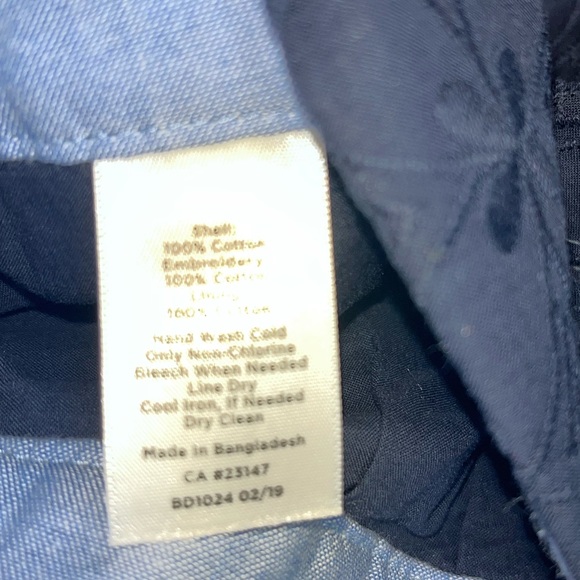 Shell:
100% Cotton
Embroidery
100% Cotton
Lining
100% Cotton
Hand Wash Cold
Only Non-Chlorine
Bleach When Needed
Line Dry
Cool Iron, If Needed
Dry Clean
Made in Bangladesh
CA #23147
BD1024 02/19